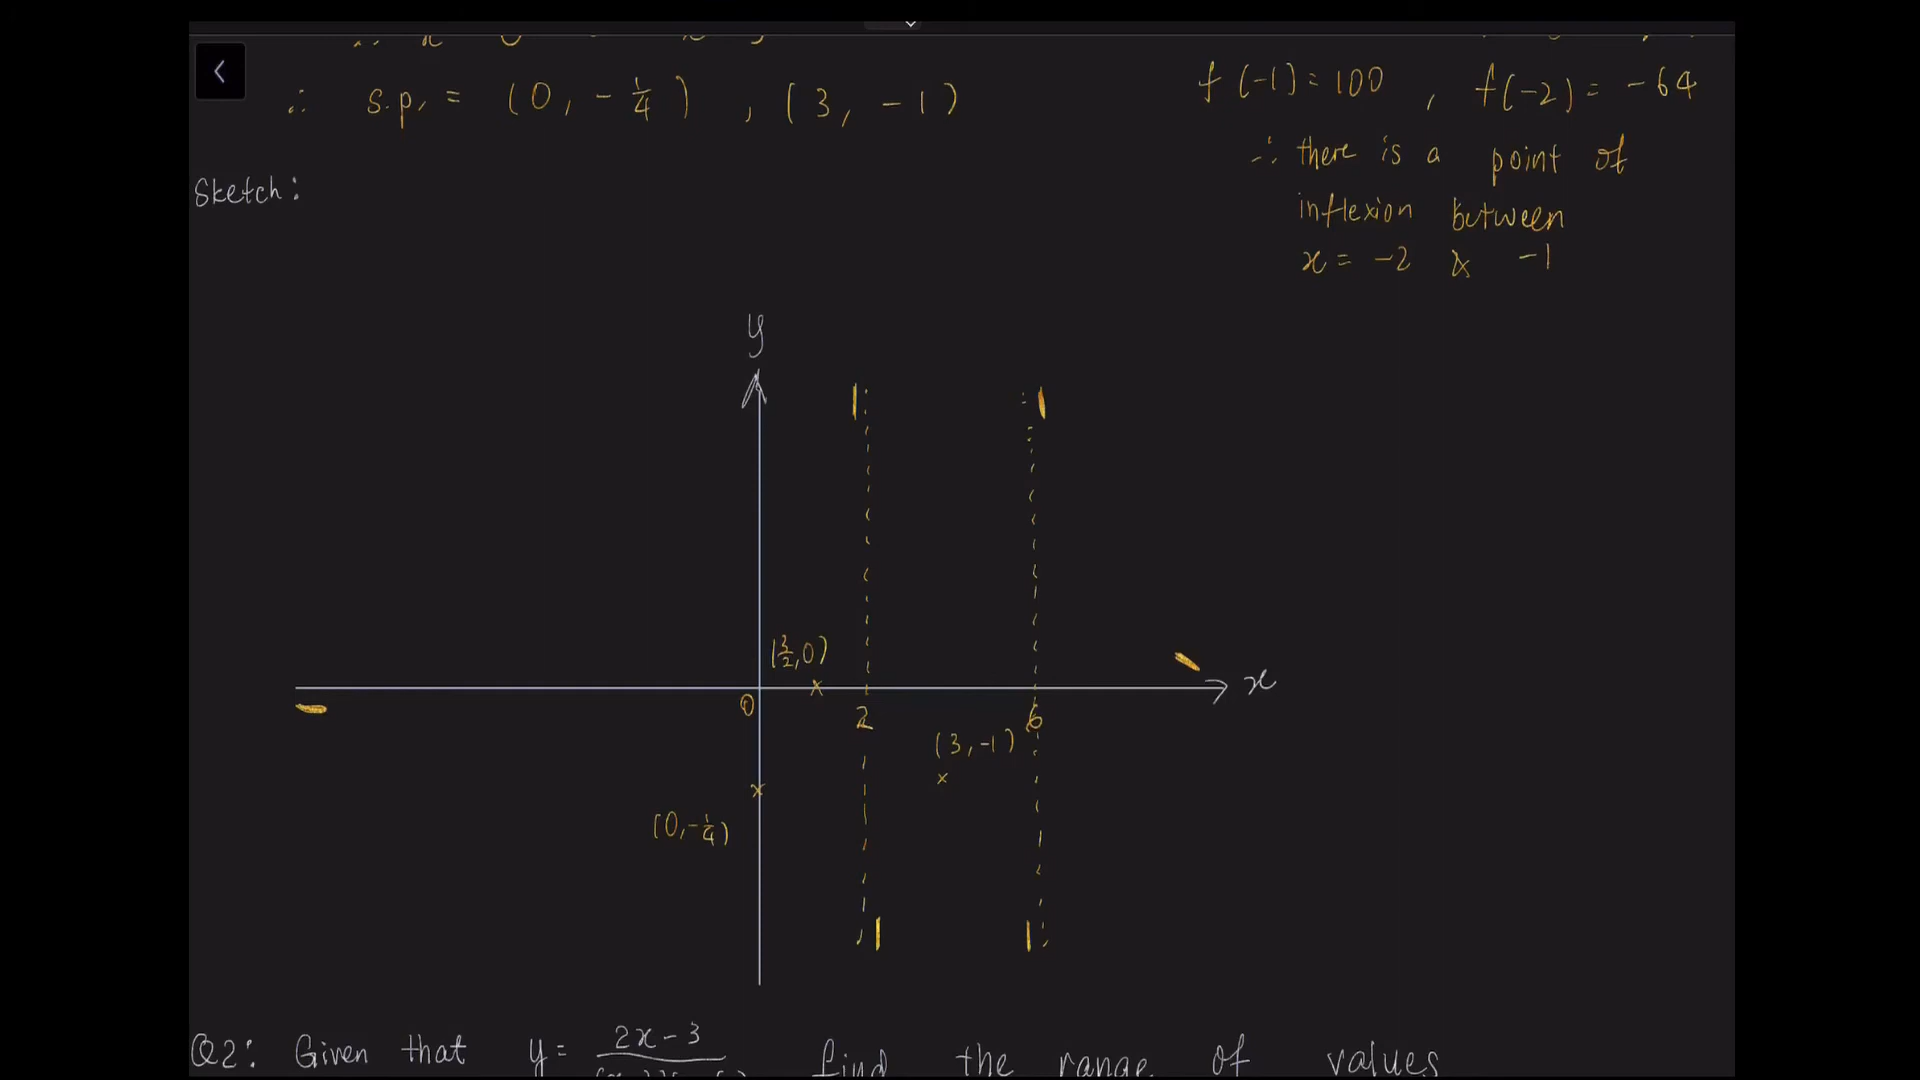 ∴ s.p. = (0, -1/4) , (3, -1)
Sketch:
f(-1) = 100 , f(-2) = -64
∴ there is a point of
inflexion between
x = -2 & -1
y
(3/2, 0)
x
0
2
6
(3, -1)
(0, -1/4)
Q2: Given that y = 2x - 3 find the range of values